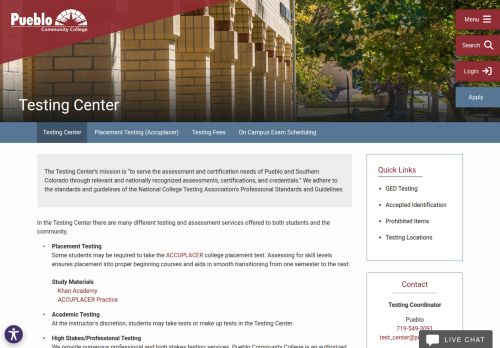 Pueblo
Community College
Menu
Search
Login
Apply
Testing Center
Testing Center
Placement Testing (Accuplacer)
Testing Fees
On Campus Exam Scheduling
The Testing Center's mission is "to serve the assessment and certification needs of Pueblo and Southern
Colorado through relevant and nationally recognized assessments, certifications, and credentials." We adhere to
the standards and guidelines of the National College Testing Association's Professional Standards and Guidelines.
In the Testing Center there are many different testing and assessment services offered to both students and the
community.
• Placement Testing
Some students may be required to take the ACCUPLACER college placement test. Assessing for skill levels
ensures placement into proper beginning courses and aids in smooth transitioning from one semester to the next.
Study Materials
Khan Academy
ACCUPLACER Practice
• Academic Testing
At the instructor's discretion, students may take tests or make up tests in the Testing Center.
• High Stakes/Professional Testing
We provide numerous professional and high stakes testing services. Pueblo Community College is an authorized
Quick Links
• GED Testing
• Accepted Identification
• Prohibited Items
• Testing Locations
Contact
Testing Coordinator
Pueblo
719-549-3091
LIVE CHAT